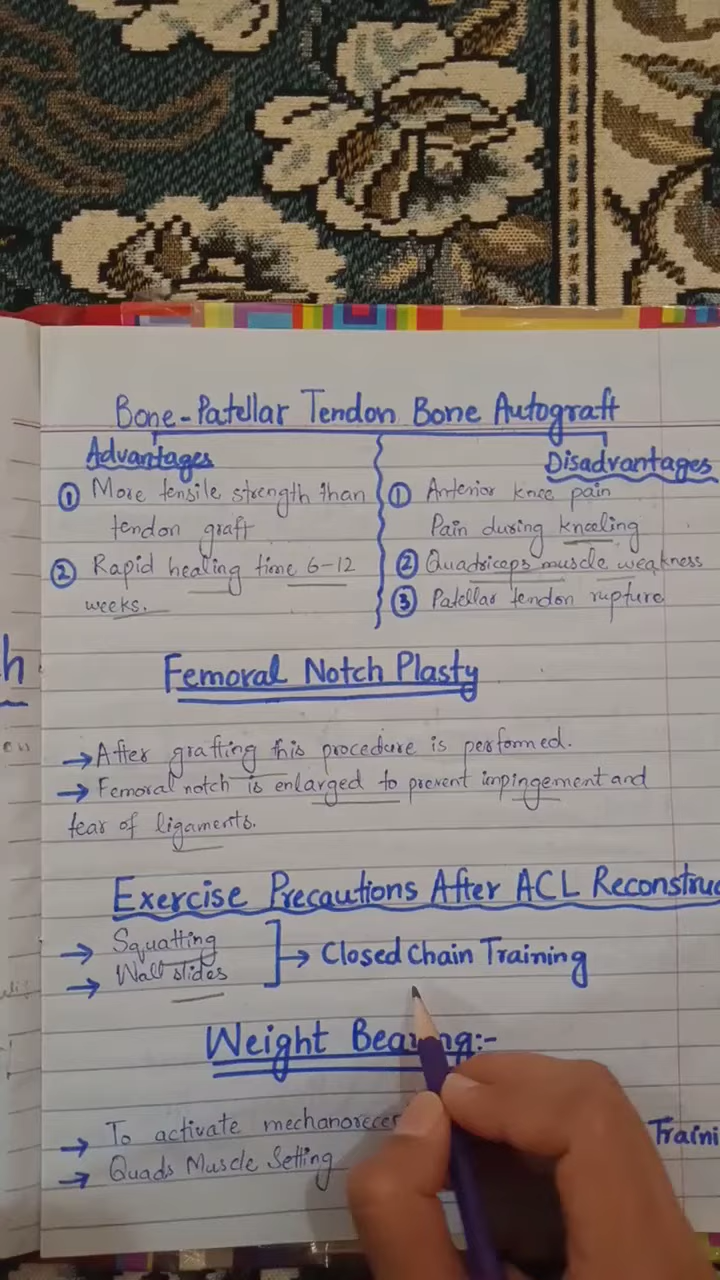 Bone-Patellar Tendon Bone Autograft
Advantages
① More tensile strength than
tendon graft
② Rapid healing time 6-12
weeks.
Disadvantages
① Anterior knee pain
Pain during kneeling
② Quadriceps muscle weakness
③ Patellar tendon rupture
h
Femoral Notch Plasty
→ After grafting this procedure is performed.
→ Femoral notch is enlarged to prevent impingement and
tear of ligaments.
Exercise Precautions After ACL Reconstruc
→ Squatting
→ Wall slides
→ Closed Chain Training
Weight Bearing:-
→ To activate mechanorecep
Traini
→ Quads Muscle Setting